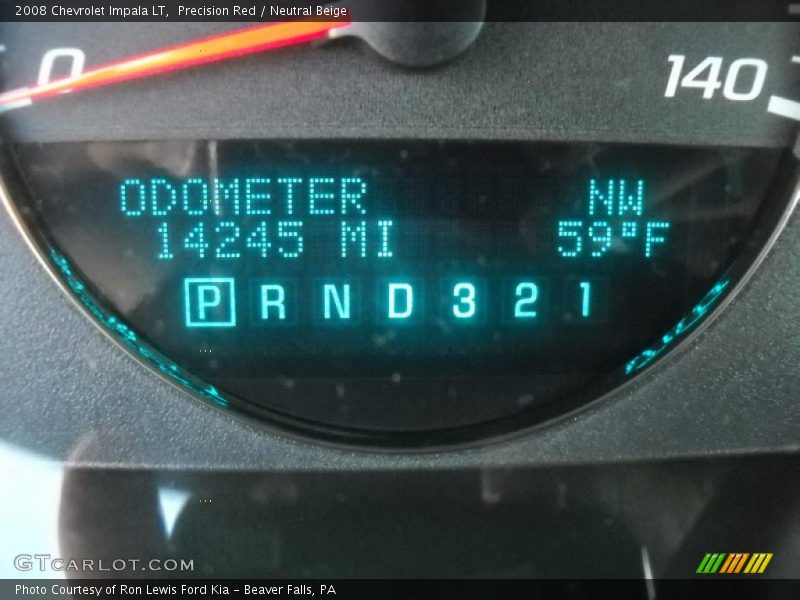 2008 Chevrolet Impala LT, Precision Red / Neutral Beige
0 140
ODOMETER NW
14245 MI 59°F
P R N D 3 2 1
GTCARLOT.COM
Photo Courtesy of Ron Lewis Ford Kia - Beaver Falls, PA